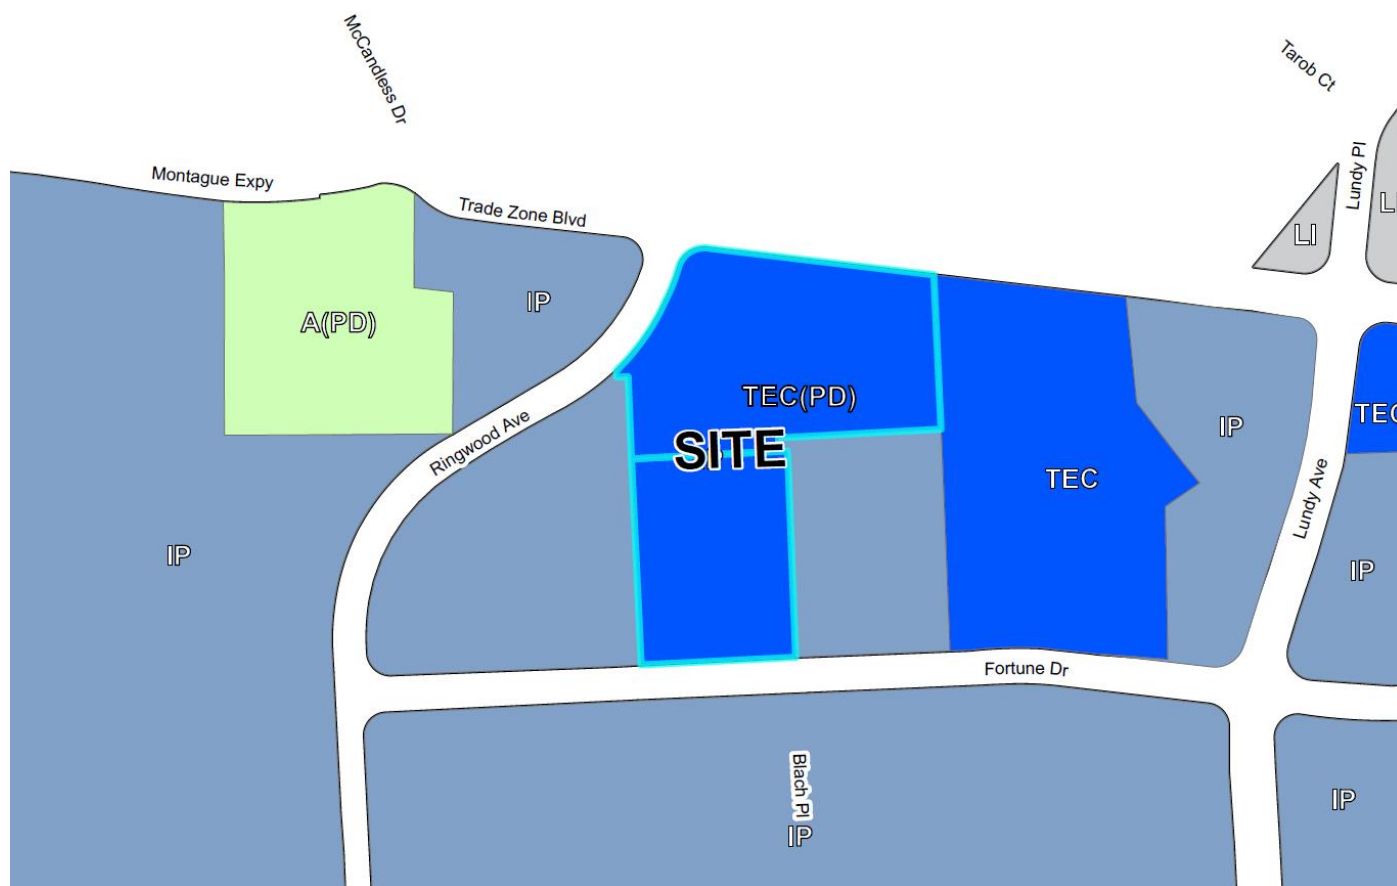 McCandless Dr
Tarob Ct
Montague Expy
Trade Zone Blvd
Lundy Pl
LI
LI
IP
A(PD)
TEC(PD)
TEC
IP
Ringwood Ave
SITE
TEC
Lundy Ave
IP
IP
Fortune Dr
Blach Pl
IP
IP